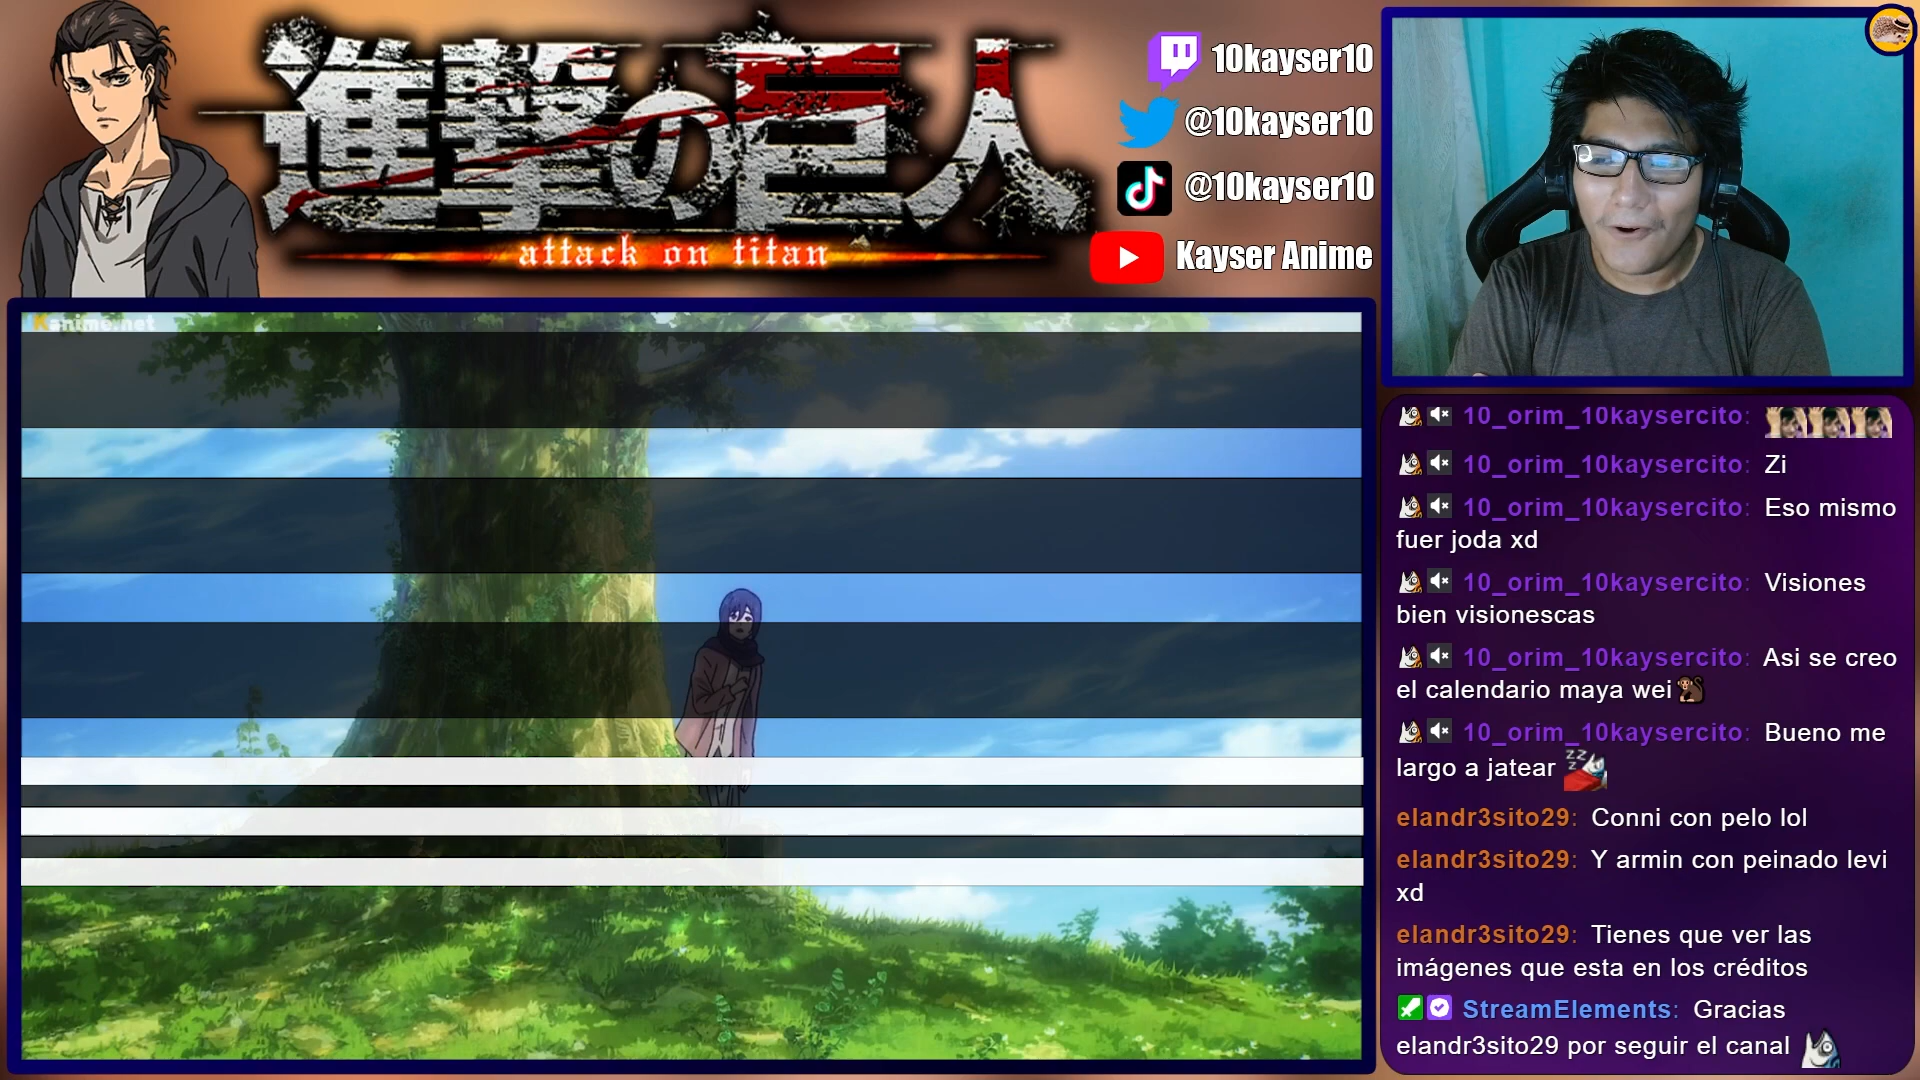 進撃の巨人
attack on titan
10kayser10
@10kayser10
@10kayser10
Kayser Anime
Kanime.net
10_orim_10kaysercito:
10_orim_10kaysercito: Zi
10_orim_10kaysercito: Eso mismo
fuer joda xd
10_orim_10kaysercito: Visiones
bien visionescas
10_orim_10kaysercito: Asi se creo
el calendario maya wei
10_orim_10kaysercito: Bueno me
largo a jatear
elandr3sito29: Conni con pelo lol
elandr3sito29: Y armin con peinado levi
xd
elandr3sito29: Tienes que ver las
imágenes que esta en los créditos
StreamElements: Gracias
elandr3sito29 por seguir el canal